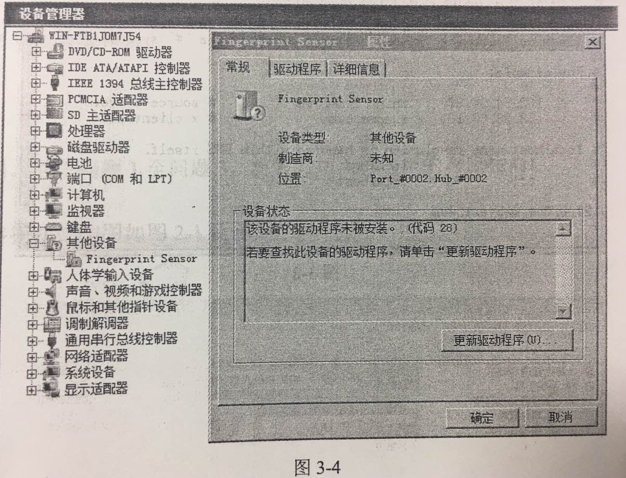 设备管理器
WIN-FTB1JOM7J54
DVD/CD-ROM 驱动器
IDE ATA/ATAPI 控制器
IEEE 1394 总线主控制器
PCMCIA 适配器
SD 主适配器
处理器
磁盘驱动器
电池
端口 (COM 和 LPT)
计算机
监视器
键盘
其他设备
Fingerprint Sensor
人体学输入设备
声音、视频和游戏控制器
鼠标和其他指针设备
调制解调器
通用串行总线控制器
网络适配器
系统设备
显示适配器
Fingerprint Sensor 属性
常规 驱动程序 详细信息
Fingerprint Sensor
设备类型: 其他设备
制造商: 未知
位置: Port_#0002.Hub_#0002
设备状态
该设备的驱动程序未被安装。 (代码 28)
若要查找此设备的驱动程序，请单击“更新驱动程序”。
更新驱动程序(U)...
确定 取消
图 3-4